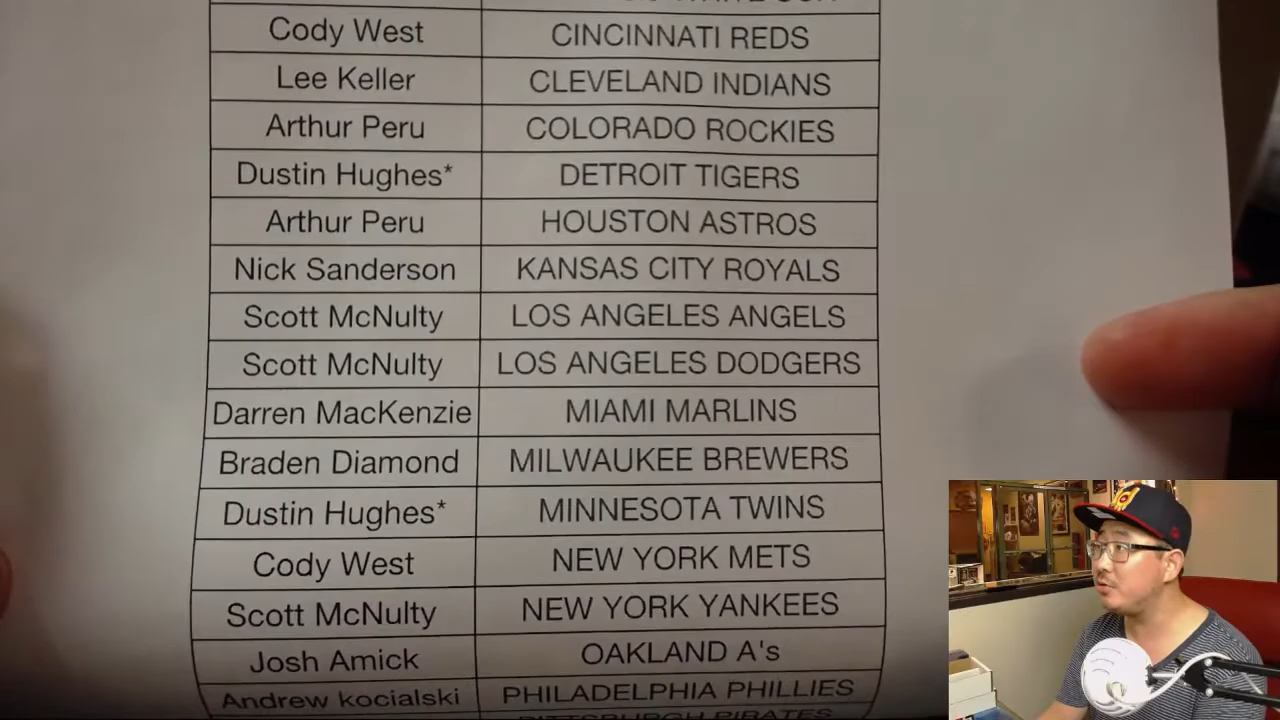 Cody West CINCINNATI REDS
Lee Keller CLEVELAND INDIANS
Arthur Peru COLORADO ROCKIES
Dustin Hughes* DETROIT TIGERS
Arthur Peru HOUSTON ASTROS
Nick Sanderson KANSAS CITY ROYALS
Scott McNulty LOS ANGELES ANGELS
Scott McNulty LOS ANGELES DODGERS
Darren MacKenzie MIAMI MARLINS
Braden Diamond MILWAUKEE BREWERS
Dustin Hughes* MINNESOTA TWINS
Cody West NEW YORK METS
Scott McNulty NEW YORK YANKEES
Josh Amick OAKLAND A's
Andrew kocialski PHILADELPHIA PHILLIES
PITTSBURGH PIRATES